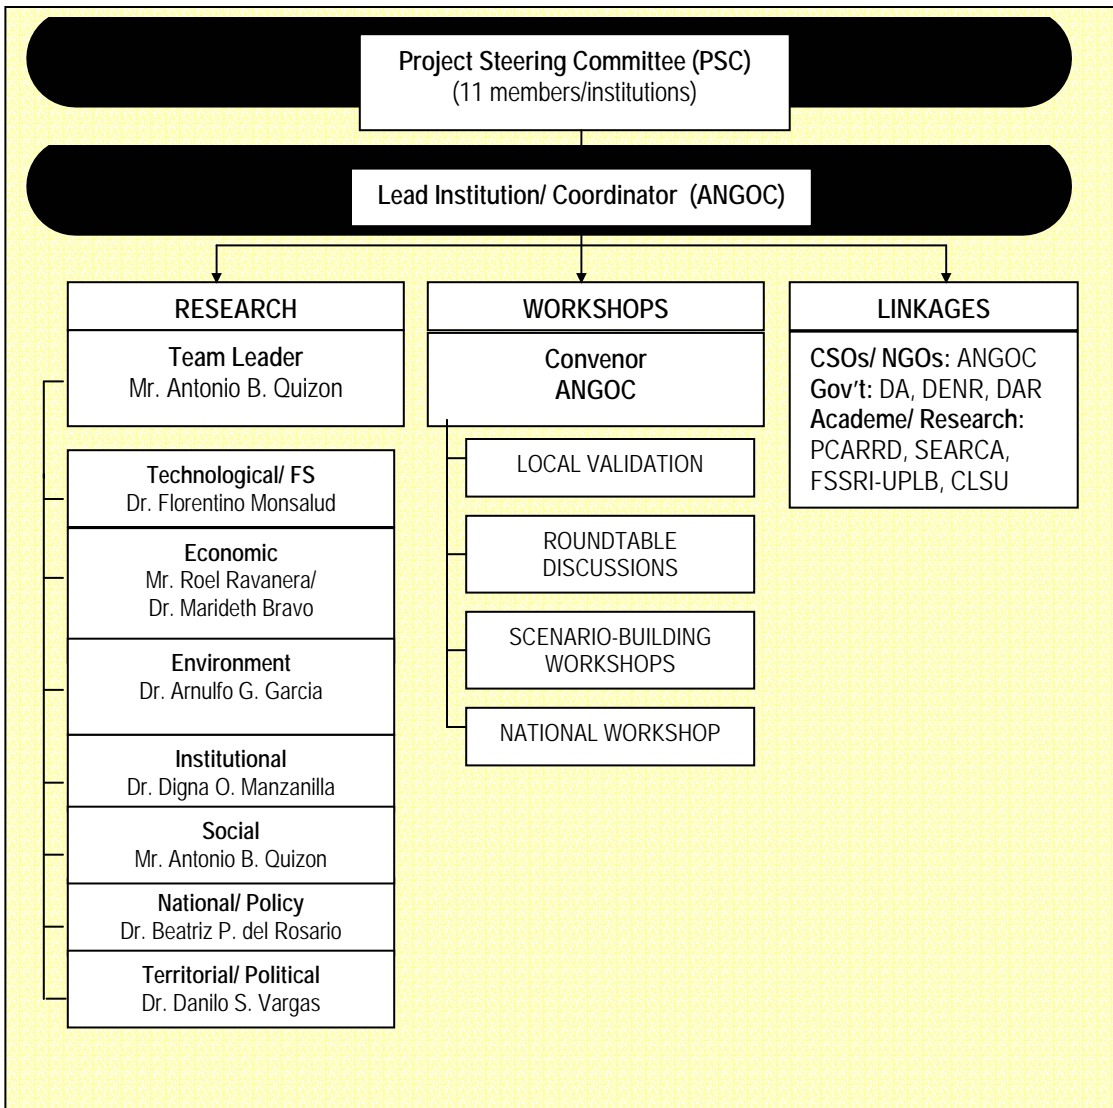 Project Steering Committee (PSC)
(11 members/institutions)
Lead Institution/ Coordinator (ANGOC)
RESEARCH
Team Leader
Mr. Antonio B. Quizon
Technological/ FS
Dr. Florentino Monsalud
Economic
Mr. Roel Ravanera/
Dr. Marideth Bravo
Environment
Dr. Arnulfo G. Garcia
Institutional
Dr. Digna O. Manzanilla
Social
Mr. Antonio B. Quizon
National/ Policy
Dr. Beatriz P. del Rosario
Territorial/ Political
Dr. Danilo S. Vargas
WORKSHOPS
Convenor
ANGOC
LOCAL VALIDATION
ROUNDTABLE
DISCUSSIONS
SCENARIO-BUILDING
WORKSHOPS
NATIONAL WORKSHOP
LINKAGES
CSOs/ NGOs: ANGOC
Gov't: DA, DENR, DAR
Academe/ Research:
PCARRD, SEARCA,
FSSRI-UPLB, CLSU